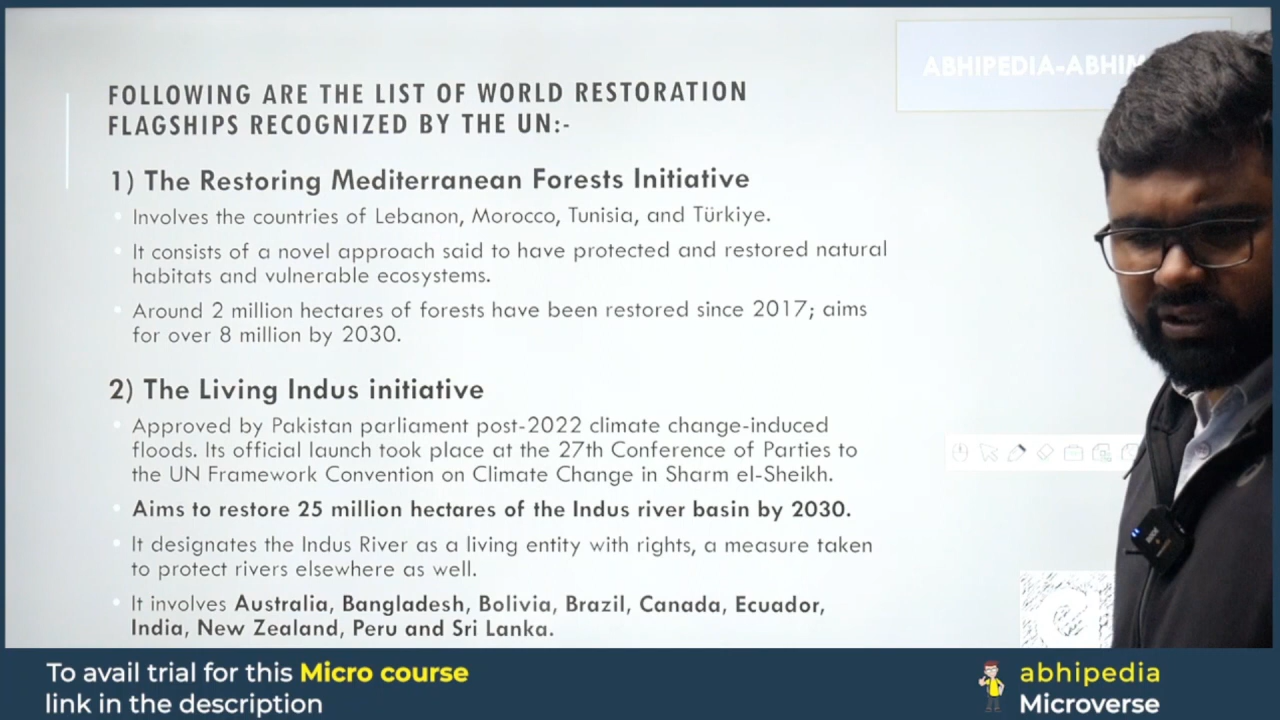 ABHIPEDIA-ABHIM
FOLLOWING ARE THE LIST OF WORLD RESTORATION
FLAGSHIPS RECOGNIZED BY THE UN:-
1) The Restoring Mediterranean Forests Initiative
Involves the countries of Lebanon, Morocco, Tunisia, and Türkiye.
It consists of a novel approach said to have protected and restored natural
habitats and vulnerable ecosystems.
Around 2 million hectares of forests have been restored since 2017; aims
for over 8 million by 2030.
2) The Living Indus initiative
Approved by Pakistan parliament post-2022 climate change-induced
floods. Its official launch took place at the 27th Conference of Parties to
the UN Framework Convention on Climate Change in Sharm el-Sheikh.
Aims to restore 25 million hectares of the Indus river basin by 2030.
It designates the Indus River as a living entity with rights, a measure taken
to protect rivers elsewhere as well.
It involves Australia, Bangladesh, Bolivia, Brazil, Canada, Ecuador,
India, New Zealand, Peru and Sri Lanka.
To avail trial for this Micro course
link in the description
abhipedia
Microverse